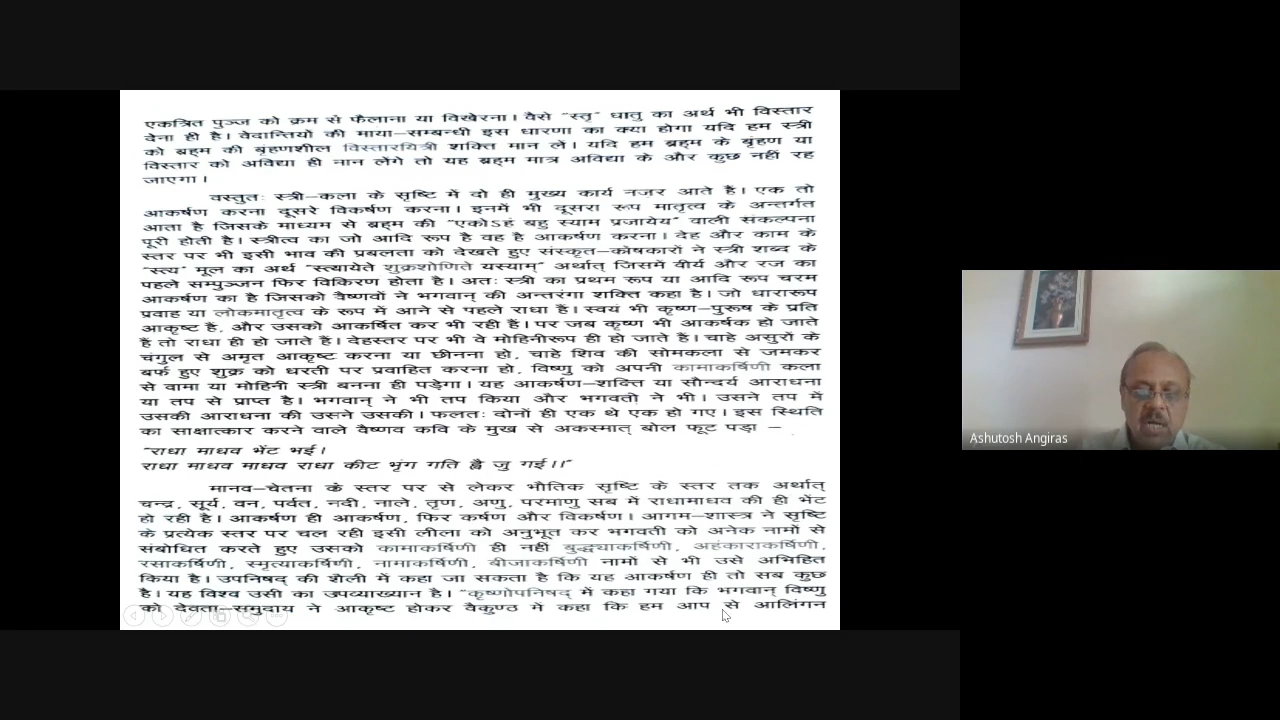 एकत्रित पुञ्ज को क्रम से फैलाना या विखेरना। वैसे "स्तृ" धातु का अर्थ भी विस्तार
देना ही है। वेदान्तियों की माया–सम्बन्धी इस धारणा का क्या होगा यदि हम स्त्री
को ब्रह्म की बृंहणशील विस्तारयित्री शक्ति मान लें। यदि हम ब्रह्म के बृंहण या
विस्तार को अविद्या ही नान लेंगे तो यह ब्रह्म मात्र अविद्या के और कुछ नहीं रह
जाएगा।
वस्तुतः स्त्री–कला के सृष्टि में दो ही मुख्य कार्य नजर आते हैं। एक तो
आकर्षण करना दूसरे विकर्षण करना। इनमें भी दूसरा रूप मातृत्व के अन्तर्गत
आता है जिसके माध्यम से ब्रह्म की "एकोऽहं बहु स्याम प्रजायेय" वाली संकल्पना
पूरी होती है। स्त्रीत्व का जो आदि रूप है वह है आकर्षण करना। देह और काम के
स्तर पर भी इसी भाव की प्रबलता को देखते हुए संस्कृत–कोषकारों ने स्त्री शब्द के
"स्त्य" मूल का अर्थ "स्त्यायेते शुक्रशोणिते यस्याम्" अर्थात् जिसमें वीर्य और रज का
पहले सम्पुञ्जन फिर विकिरण होता है। अतः स्त्री का प्रथम रूप या आदि रूप चरम
आकर्षण का है जिसको वैष्णवों ने भगवान् की अन्तरंगा शक्ति कहा है। जो धारारूप
प्रवाह या लोकमातृत्व के रूप में आने से पहले राधा है। स्वयं भी कृष्ण–पुरूष के प्रति
आकृष्ट है, और उसको आकर्षित कर भी रही है। पर जब कृष्ण भी आकर्षक हो जाते
हैं तो राधा ही हो जाते हैं। देहस्तर पर भी वे मोहिनीरूप ही हो जाते हैं। चाहे असुरों के
चंगुल से अमृत आकृष्ट करना या छीनना हो, चाहे शिव की सोमकला से जमकर
बर्फ हुए शुक्र को धरती पर प्रवाहित करना हो, विष्णु को अपनी कामाकर्षिणी कला
से वामा या मोहिनी स्त्री बनना ही पड़ेगा। यह आकर्षण–शक्ति या सौन्दर्य आराधना
या तप से प्राप्त है। भगवान् ने भी तप किया और भगवती ने भी। उसने तप में
उसकी आराधना की उसने उसकी। फलतः दोनों ही एक थे एक हो गए। इस स्थिति
का साक्षात्कार करने वाले वैष्णव कवि के मुख से अकस्मात् बोल फूट पड़ा –
"राधा माधव भेंट भई।
राधा माधव माधव राधा कीट भृंग गति ह्वै जु गई।।"
मानव–चेतना के स्तर पर से लेकर भौतिक सृष्टि के स्तर तक अर्थात्
चन्द्र, सूर्य, वन, पर्वत, नदी, नाले, तृण, अणु, परमाणु सब में राधामाधव की ही भेंट
हो रही है। आकर्षण ही आकर्षण, फिर कर्षण और विकर्षण। आगम–शास्त्र ने सृष्टि
के प्रत्येक स्तर पर चल रही इसी लीला को अनुभूत कर भगवती को अनेक नामों से
संबोधित करते हुए उसको कामाकर्षिणी ही नहीं बुद्ध्याकर्षिणी, अहंकाराकर्षिणी,
रसाकर्षिणी, स्मृत्याकर्षिणी, नामाकर्षिणी, बीजाकर्षिणी नामों से भी उसे अभिहित
किया है। उपनिषद् की शैली में कहा जा सकता है कि यह आकर्षण ही तो सब कुछ
है। यह विश्व उसी का उपव्याख्यान है। "कृष्णोपनिषद् में कहा गया कि भगवान् विष्णु
को देवता–समुदाय ने आकृष्ट होकर वैकुण्ठ में कहा कि हम आप से आलिंगन
Ashutosh Angiras